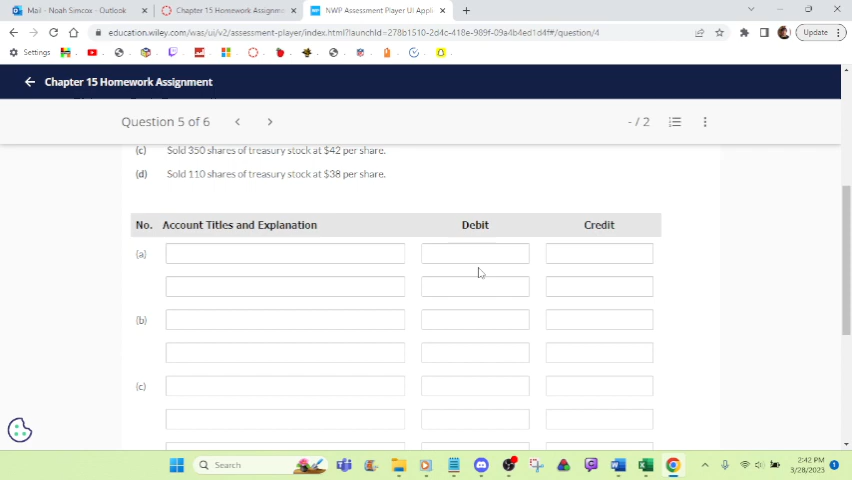 Mail - Noah Simcox - Outlook
Chapter 15 Homework Assignm
NWP Assessment Player UI Appli
education.wiley.com/was/ui/v2/assessment-player/index.html?launchId=278b1510-2d4c-418e-989f-09a4b4ed1d4f#/question/4
Update
Settings
Chapter 15 Homework Assignment
Question 5 of 6
- / 2
(c) Sold 350 shares of treasury stock at $42 per share.
(d) Sold 110 shares of treasury stock at $38 per share.
No. Account Titles and Explanation Debit Credit
(a)
(b)
(c)
Search
2:42 PM
3/28/2023